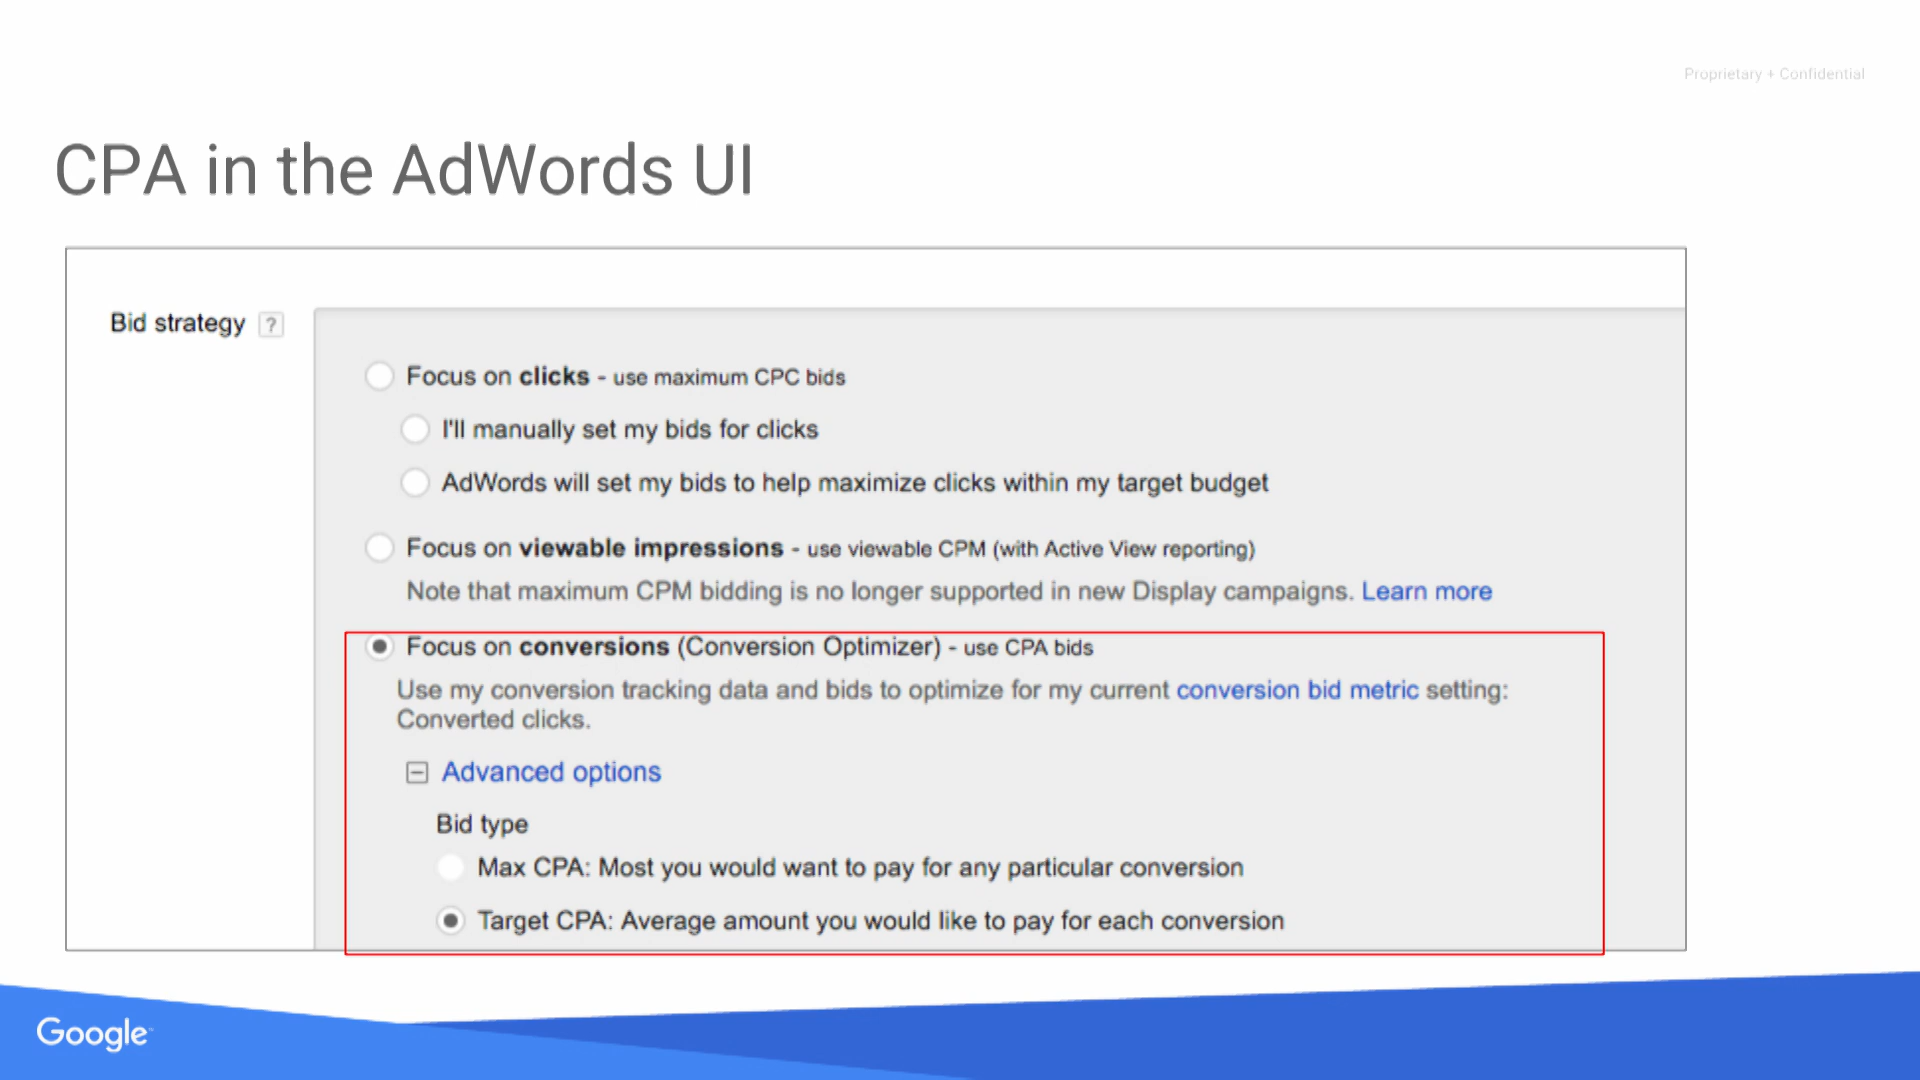 Proprietary + Confidential
CPA in the AdWords UI
Bid strategy ?
Focus on clicks - use maximum CPC bids
I'll manually set my bids for clicks
AdWords will set my bids to help maximize clicks within my target budget
Focus on viewable impressions - use viewable CPM (with Active View reporting)
Note that maximum CPM bidding is no longer supported in new Display campaigns. Learn more
Focus on conversions (Conversion Optimizer) - use CPA bids
Use my conversion tracking data and bids to optimize for my current conversion bid metric setting:
Converted clicks.
Advanced options
Bid type
Max CPA: Most you would want to pay for any particular conversion
Target CPA: Average amount you would like to pay for each conversion
Google